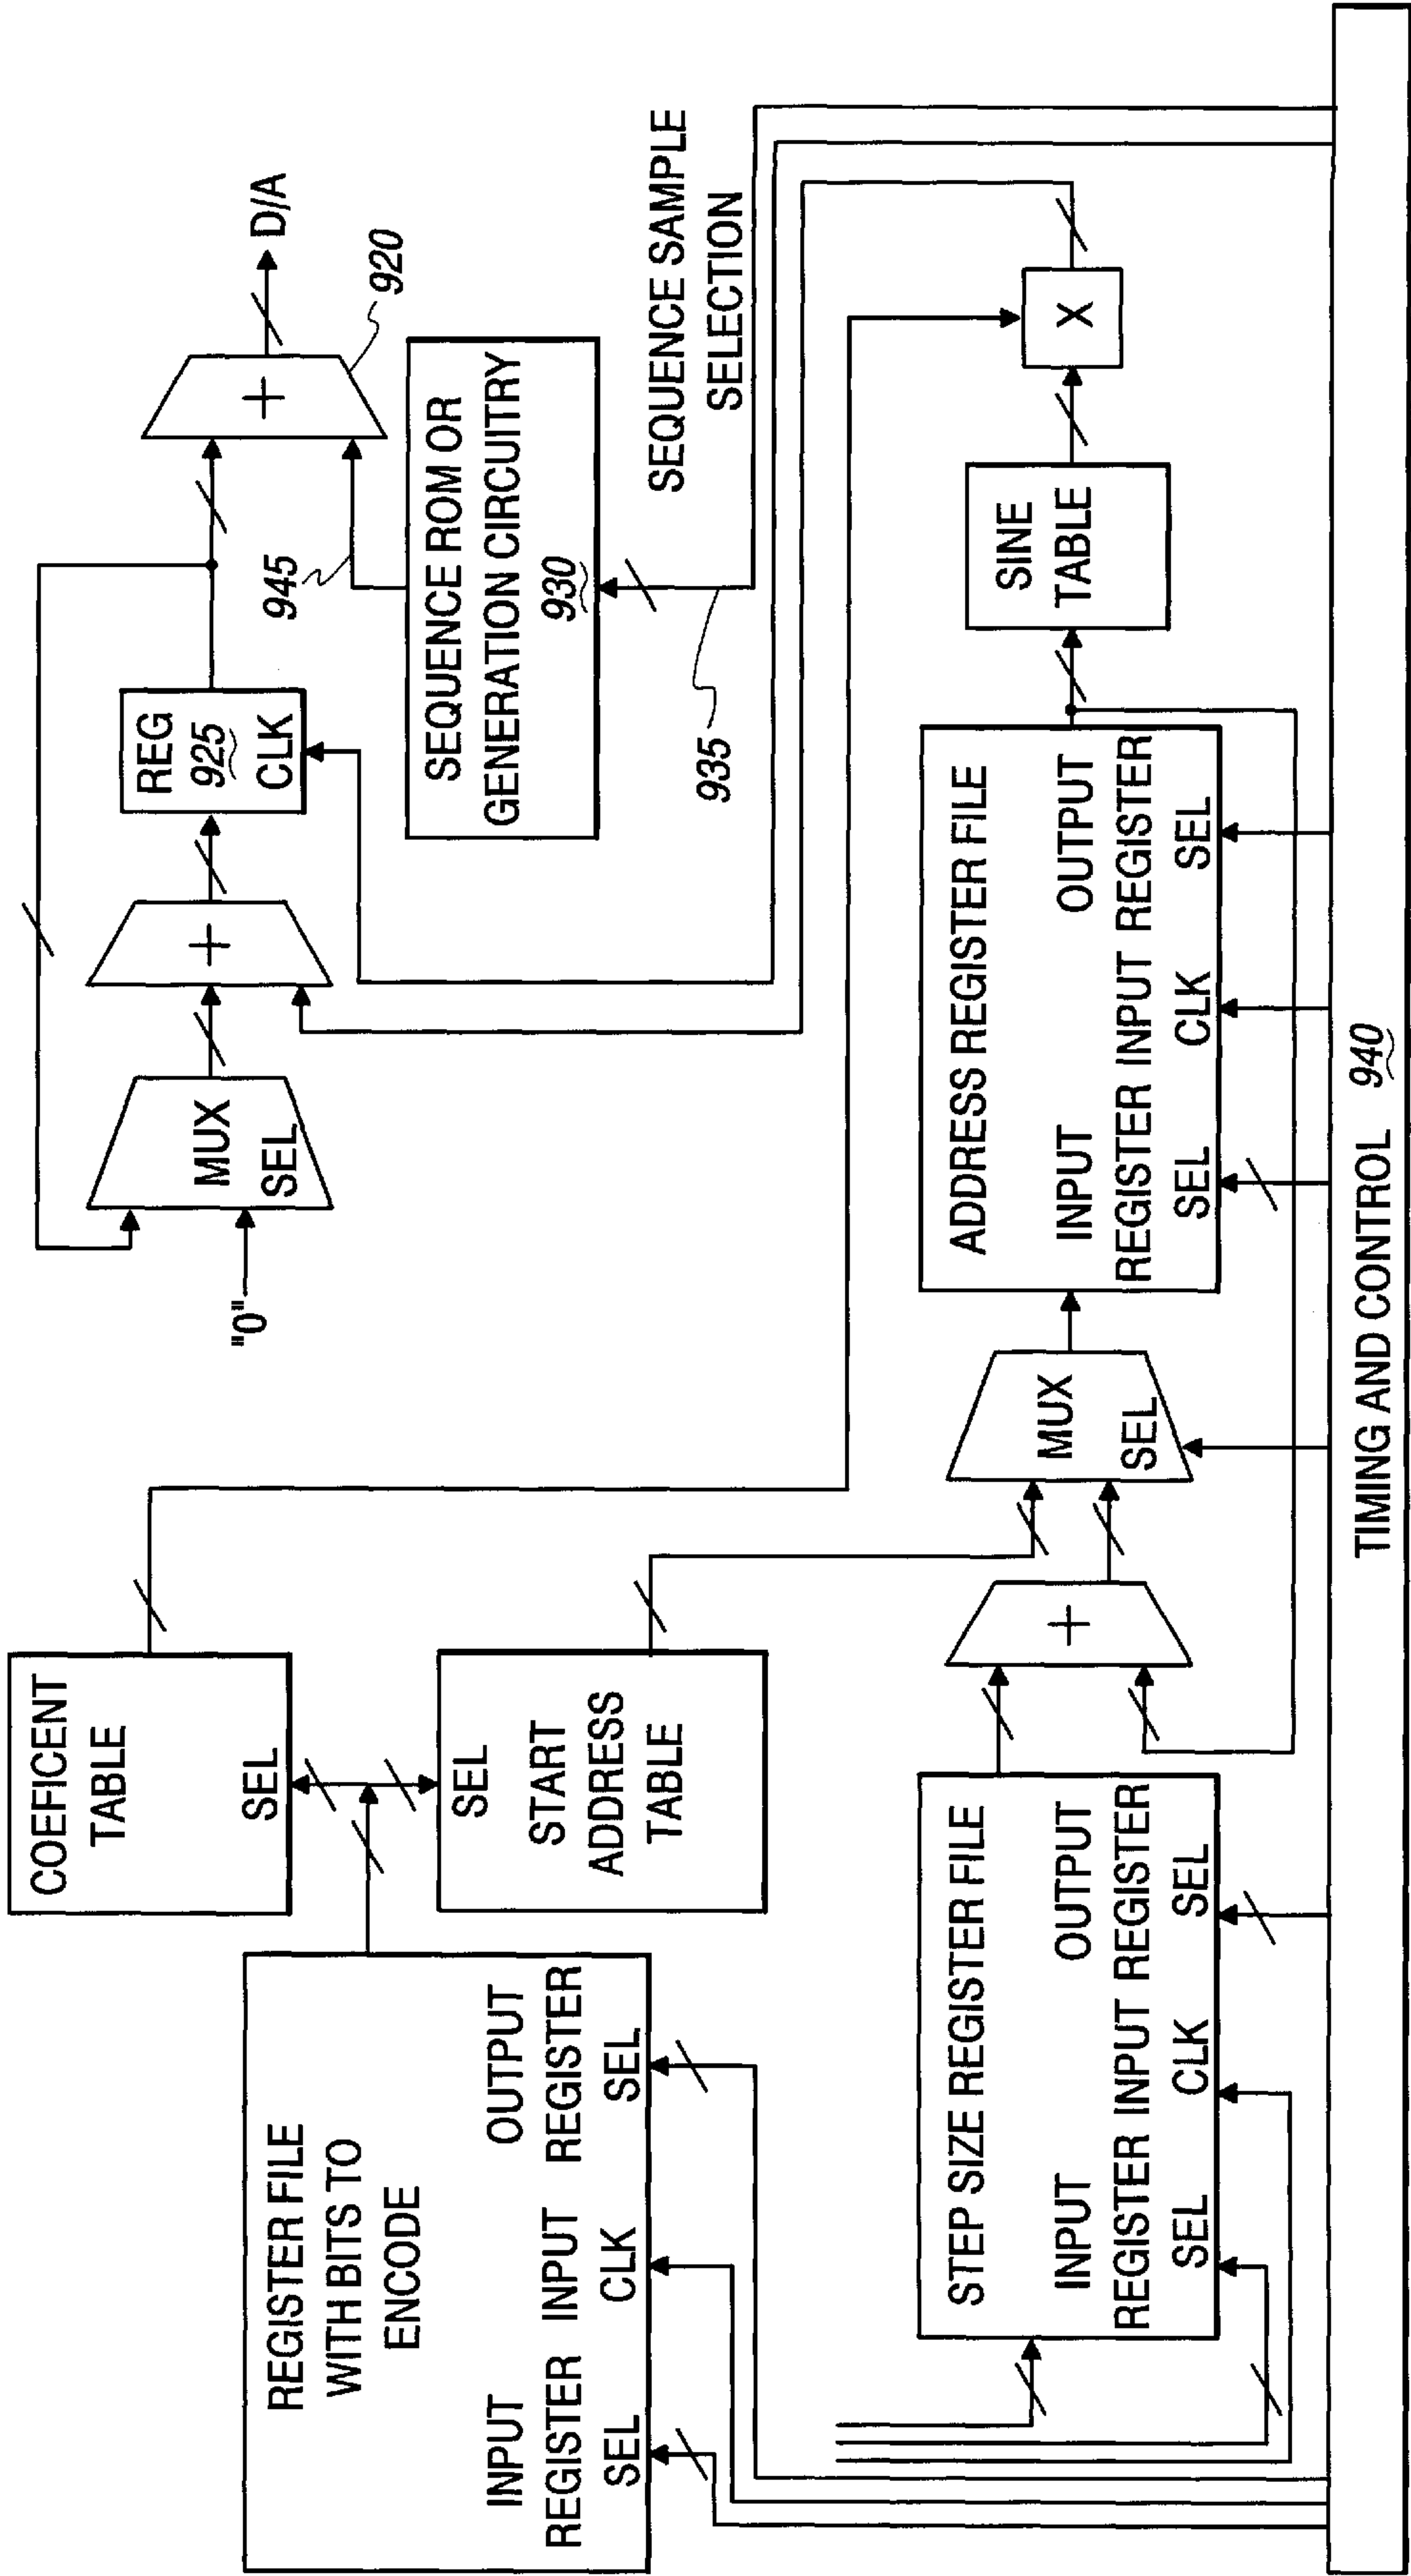 COEFICENT
TABLE
SEL
REGISTER FILE
WITH BITS TO
ENCODE
INPUT
REGISTER
SEL
INPUT
CLK
OUTPUT
REGISTER
SEL
SEL
START
ADDRESS
TABLE
"0"
MUX
SEL
+
REG
925
CLK
+
D/A
920
945
SEQUENCE ROM OR
GENERATION CIRCUITRY
930
935
SEQUENCE SAMPLE
SELECTION
STEP SIZE REGISTER FILE
INPUT
REGISTER
SEL
INPUT
CLK
OUTPUT
REGISTER
SEL
+
MUX
SEL
ADDRESS REGISTER FILE
INPUT
REGISTER
SEL
INPUT
CLK
OUTPUT
REGISTER
SEL
SINE
TABLE
X
TIMING AND CONTROL 940